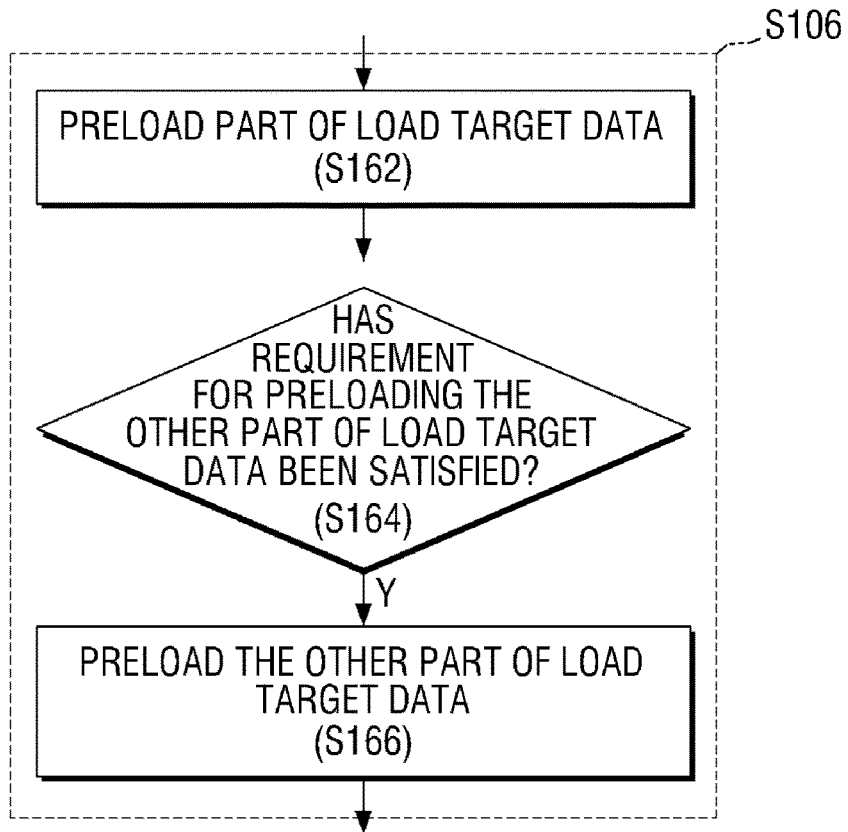 S106
PRELOAD PART OF LOAD TARGET DATA
(S162)
HAS
REQUIREMENT
FOR PRELOADING THE
OTHER PART OF LOAD TARGET
DATA BEEN SATISFIED?
(S164)
Y
PRELOAD THE OTHER PART OF LOAD
TARGET DATA
(S166)